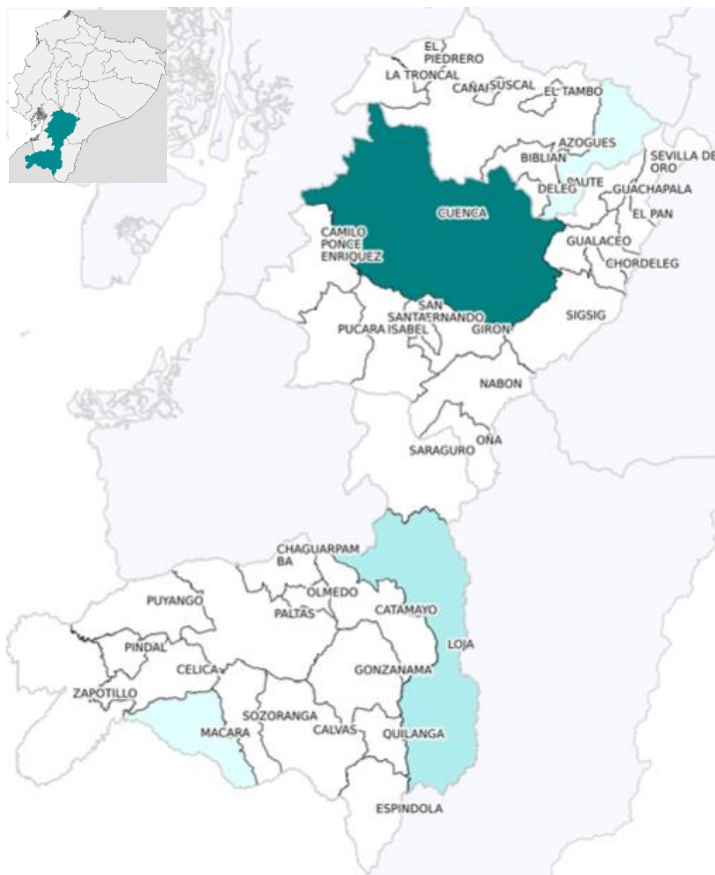 EL
PIEDRERO
LA TRONCAL
CAÑAR
SUSCAL
EL TAMBO
AZOGUES
BIBLIAN
SEVILLA DE
ORO
PAUTE
DELEG
GUACHAPALA
CUENCA
EL PAN
CAMILO
PONCE
ENRIQUEZ
GUALACEO
CHORDELEG
SAN
FERNANDO
SANTA
ISABEL
PUCARA
GIRON
SIGSIG
NABON
OÑA
SARAGURO
CHAGUARPAM
BA
OLMEDO
PUYANGO
PALTAS
CATAMAYO
PINDAL
LOJA
CELICA
GONZANAMA
ZAPOTILLO
SOZORANGA
MACARA
CALVAS
QUILANGA
ESPINDOLA